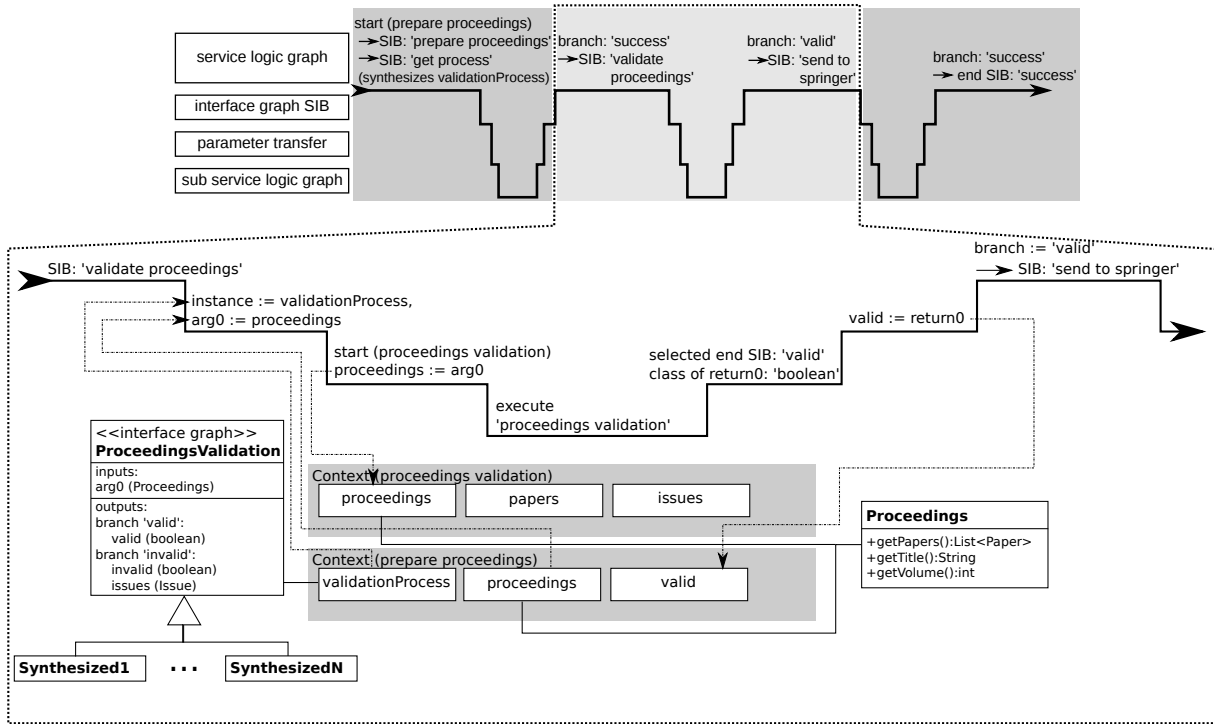 start (prepare proceedings)
SIB: 'prepare proceedings'
SIB: 'get process'
(synthesizes validationProcess)
branch: 'success'
SIB: 'validate
proceedings'
branch: 'valid'
SIB: 'send to
springer'
branch: 'success'
end SIB: 'success'
service logic graph
interface graph SIB
parameter transfer
sub service logic graph
SIB: 'validate proceedings'
instance := validationProcess,
arg0 := proceedings
start (proceedings validation)
proceedings := arg0
execute
'proceedings validation'
selected end SIB: 'valid'
class of return0: 'boolean'
valid := return0
branch := 'valid'
SIB: 'send to springer'
<<interface graph>>
ProceedingsValidation
inputs:
arg0 (Proceedings)
outputs:
branch 'valid':
valid (boolean)
branch 'invalid':
invalid (boolean)
issues (Issue)
Synthesized1
...
SynthesizedN
Context (proceedings validation)
proceedings
papers
issues
Context (prepare proceedings)
validationProcess
proceedings
valid
Proceedings
+getPapers():List<Paper>
+getTitle():String
+getVolume():int